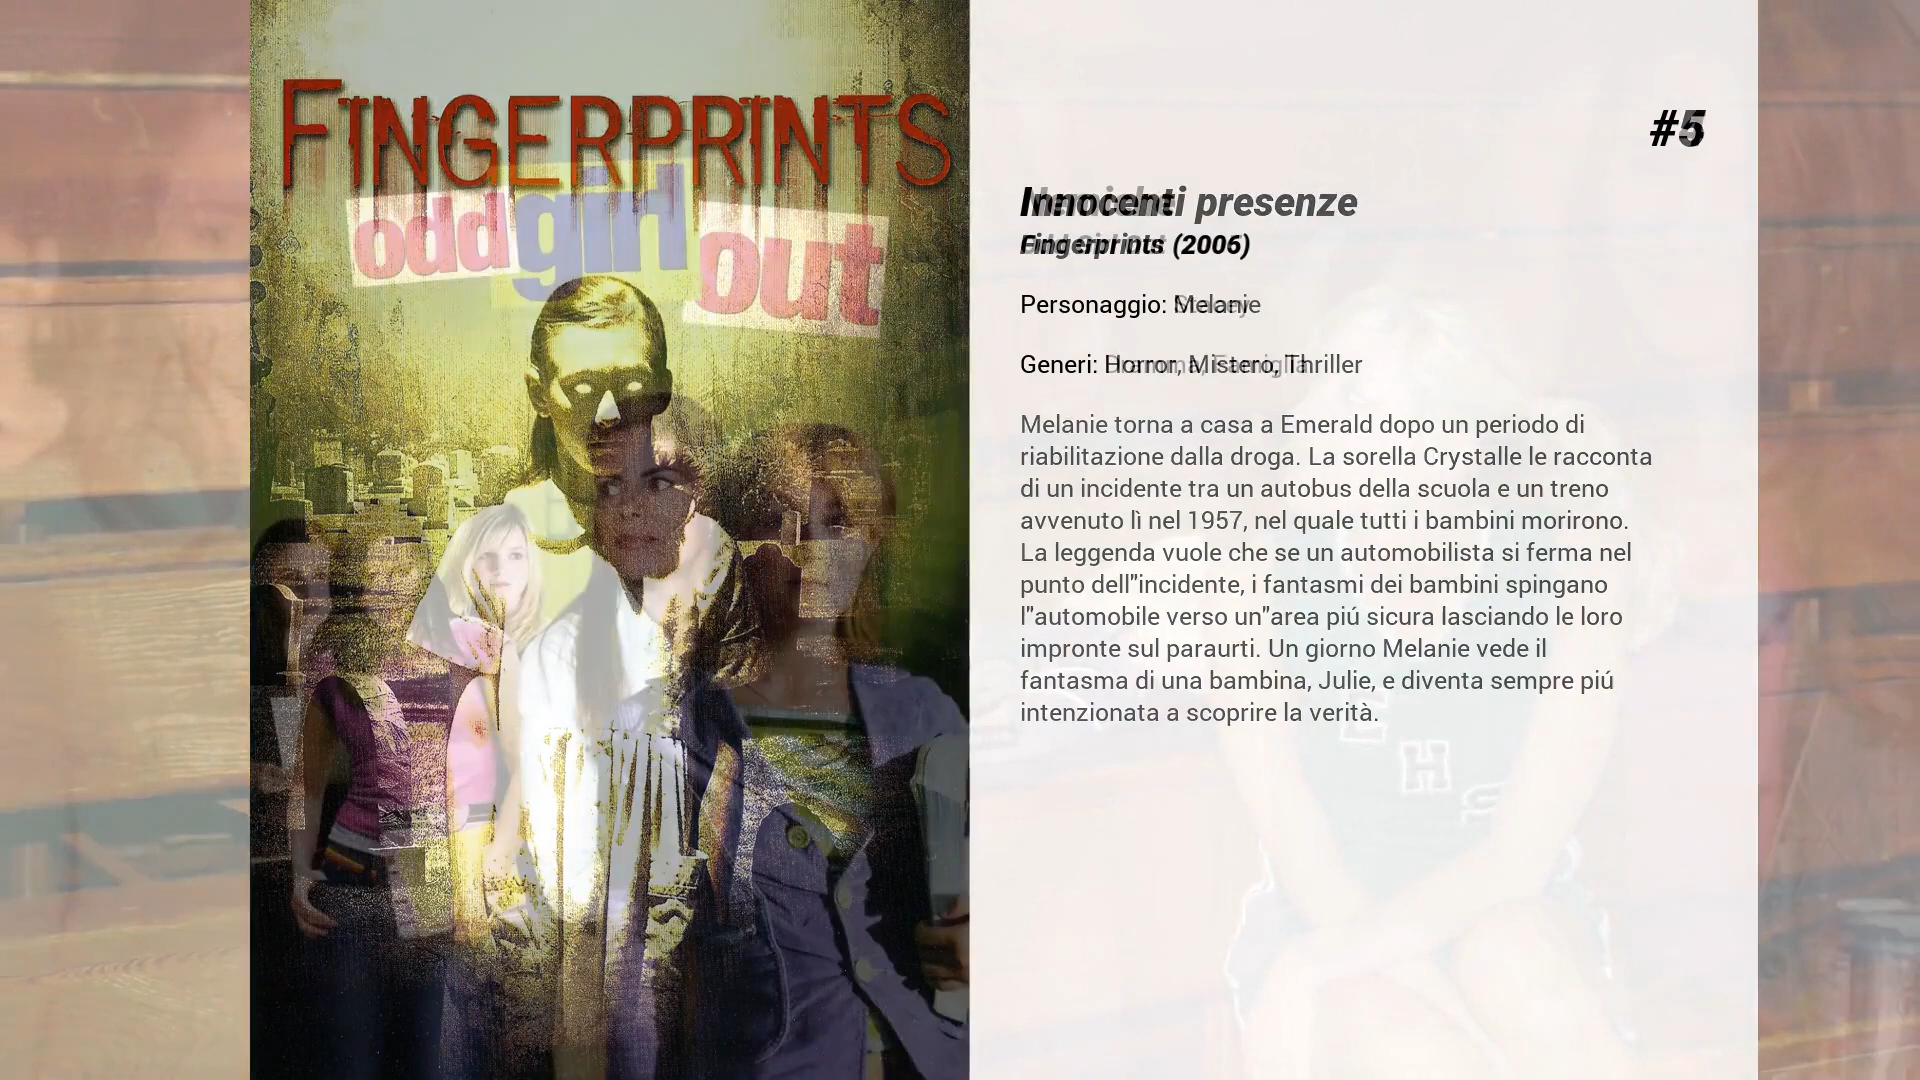 FINGERPRINTS
odd girl out
#5
Innocenti presenze
Fingerprints (2006)
Personaggio: Melanie
Generi: Horror, Mistero, Thriller
Melanie torna a casa a Emerald dopo un periodo di
riabilitazione dalla droga. La sorella Crystalle le racconta
di un incidente tra un autobus della scuola e un treno
avvenuto lì nel 1957, nel quale tutti i bambini morirono.
La leggenda vuole che se un automobilista si ferma nel
punto dell"incidente, i fantasmi dei bambini spingano
l"automobile verso un"area piú sicura lasciando le loro
impronte sul paraurti. Un giorno Melanie vede il
fantasma di una bambina, Julie, e diventa sempre piú
intenzionata a scoprire la verità.
H